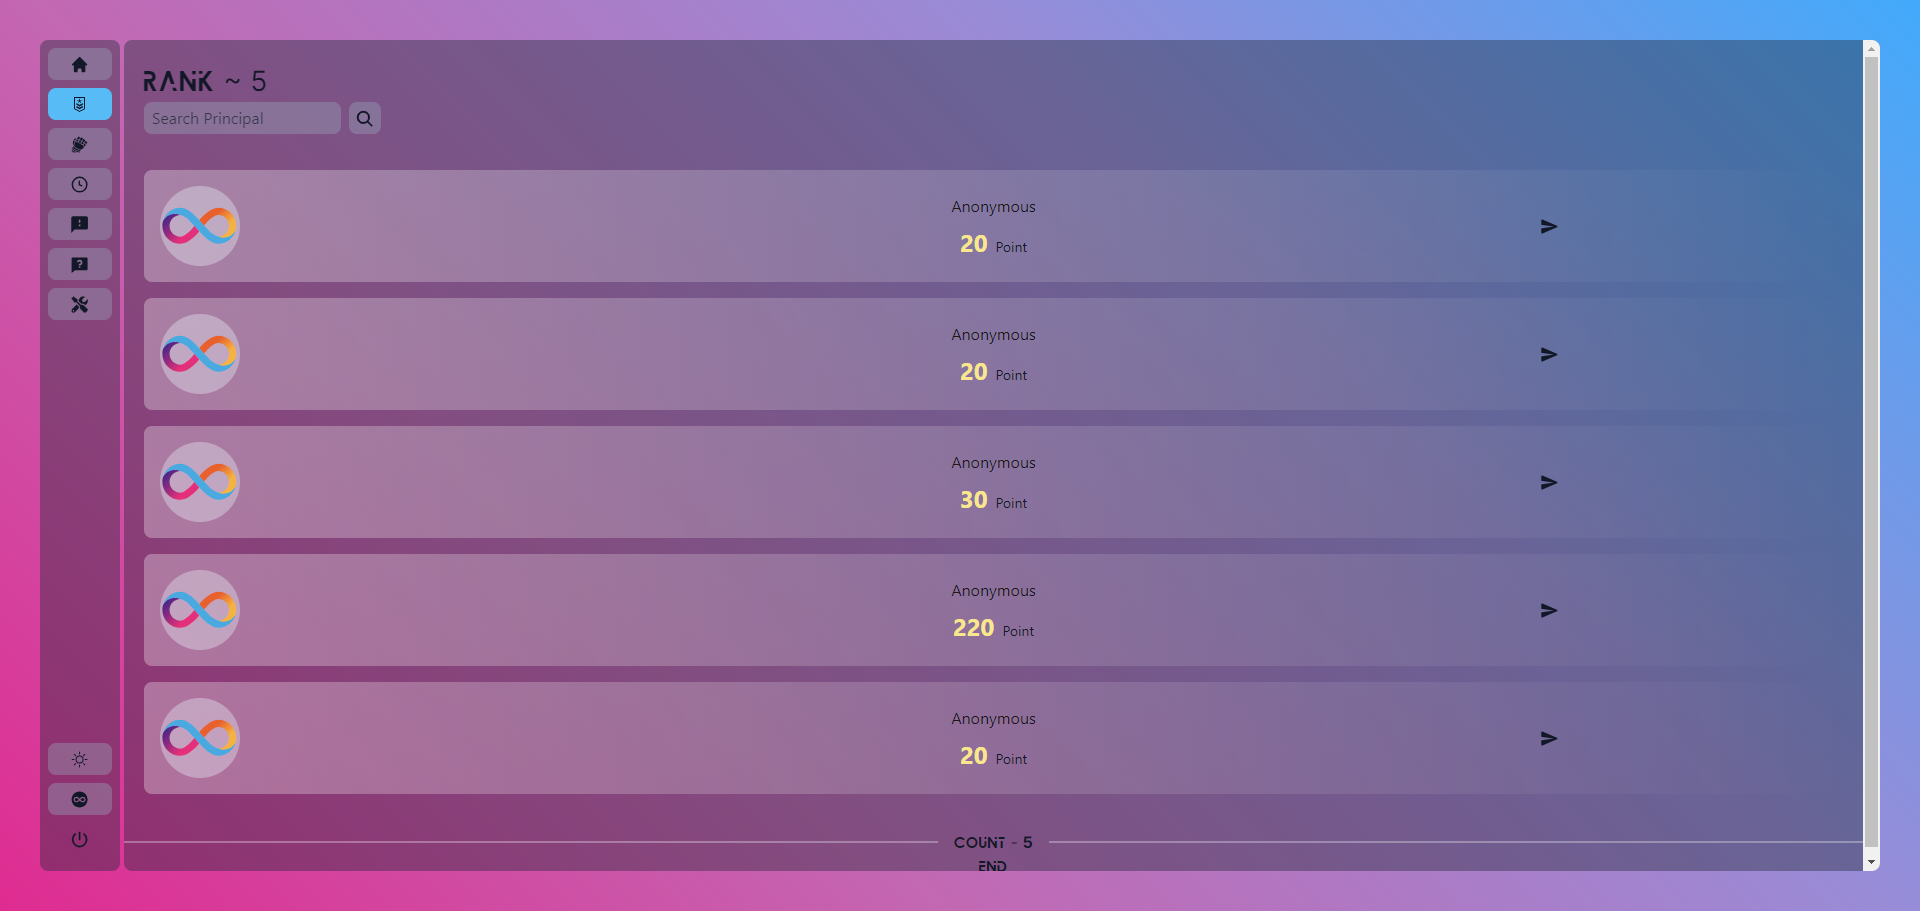 RANK ~ 5
Search Principal
Anonymous
20 Point
Anonymous
20 Point
Anonymous
30 Point
Anonymous
220 Point
Anonymous
20 Point
COUNT - 5
END